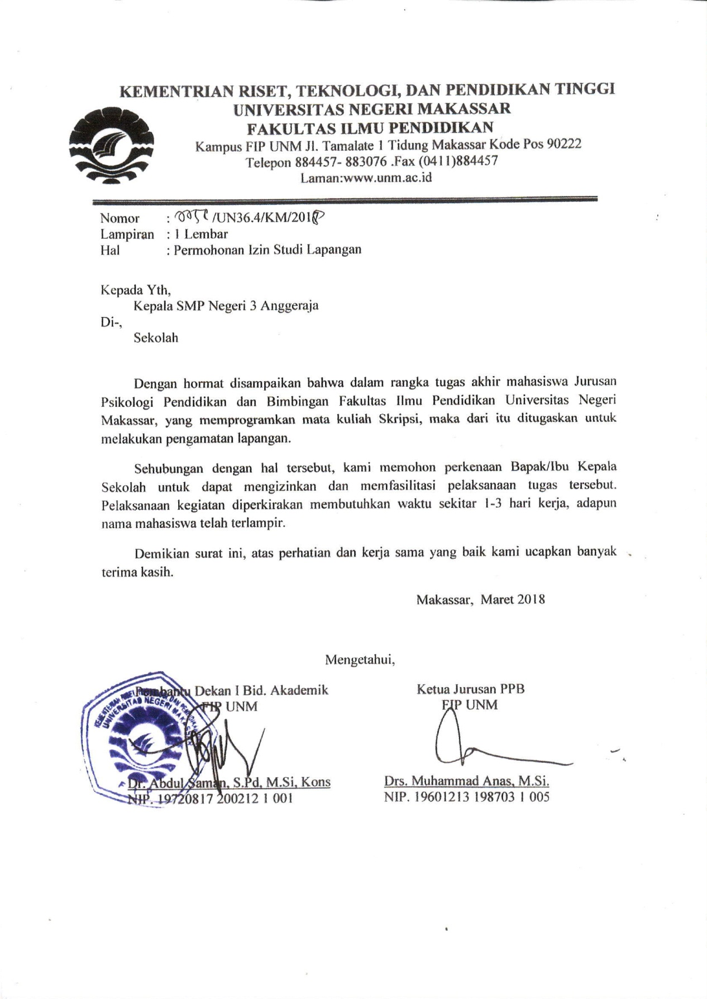 KEMENTRIAN RISET, TEKNOLOGI, DAN PENDIDIKAN TINGGI
UNIVERSITAS NEGERI MAKASSAR
FAKULTAS ILMU PENDIDIKAN
Kampus FIP UNM Jl. Tamalate 1 Tidung Makassar Kode Pos 90222
Telepon 884457- 883076 .Fax (0411)884457
Laman:www.unm.ac.id
Nomor : /UN36.4/KM/2018
Lampiran : 1 Lembar
Hal : Permohonan Izin Studi Lapangan
Kepada Yth,
Kepala SMP Negeri 3 Anggeraja
Di-,
Sekolah
Dengan hormat disampaikan bahwa dalam rangka tugas akhir mahasiswa Jurusan
Psikologi Pendidikan dan Bimbingan Fakultas Ilmu Pendidikan Universitas Negeri
Makassar, yang memprogramkan mata kuliah Skripsi, maka dari itu ditugaskan untuk
melakukan pengamatan lapangan.
Sehubungan dengan hal tersebut, kami memohon perkenaan Bapak/Ibu Kepala
Sekolah untuk dapat mengizinkan dan memfasilitasi pelaksanaan tugas tersebut.
Pelaksanaan kegiatan diperkirakan membutuhkan waktu sekitar 1-3 hari kerja, adapun
nama mahasiswa telah terlampir.
Demikian surat ini, atas perhatian dan kerja sama yang baik kami ucapkan banyak
terima kasih.
Makassar, Maret 2018
Mengetahui,
Pembantu Dekan I Bid. Akademik
FIP UNM
UNIVERSITAS NEGERI MAKASSAR
F I P
Dr. Abdul Saman, S.Pd, M.Si, Kons
NIP. 19720817 200212 1 001
Ketua Jurusan PPB
FIP UNM
Drs. Muhammad Anas, M.Si.
NIP. 19601213 198703 1 005